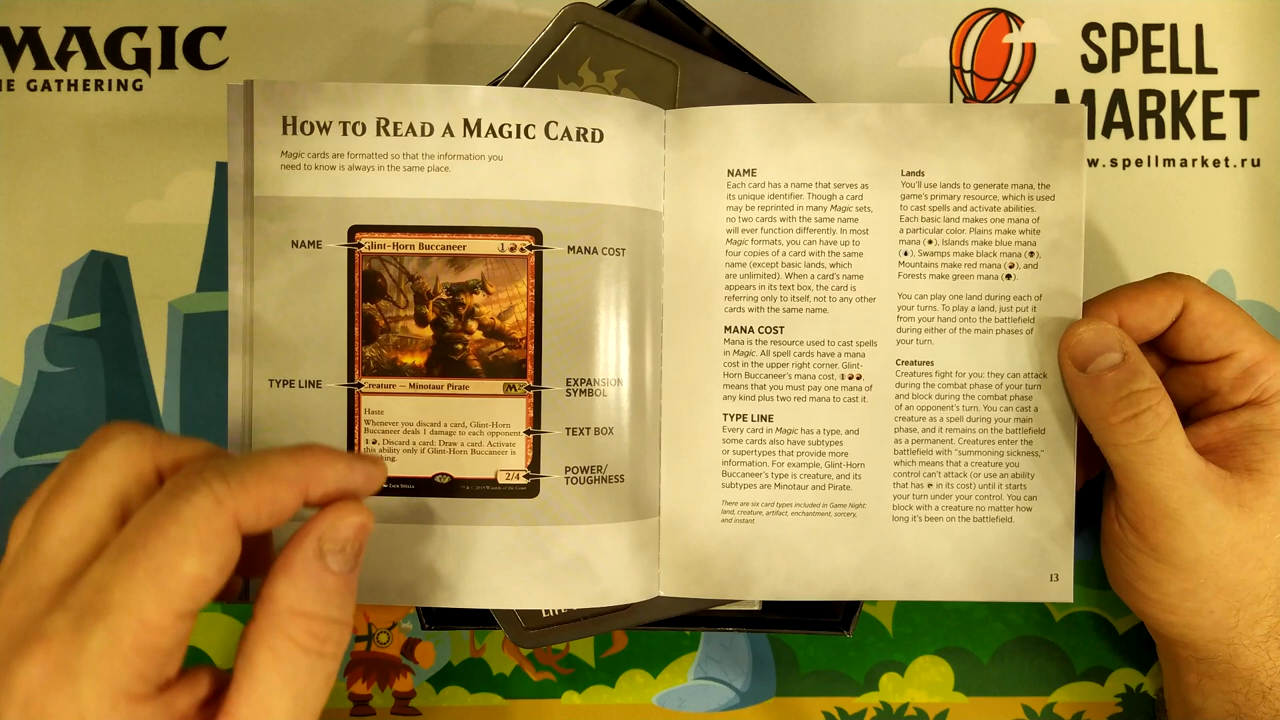 MAGIC
THE GATHERING
SPELL
MARKET
www.spellmarket.ru
How to Read a Magic Card
Magic cards are formatted so that the information you
need to know is always in the same place.
NAME
MANA COST
TYPE LINE
EXPANSION
SYMBOL
TEXT BOX
POWER/
TOUGHNESS
Glint-Horn Buccaneer
1
Creature — Minotaur Pirate
Haste
Whenever you discard a card, Glint-Horn
Buccaneer deals 1 damage to each opponent.
1, Discard a card: Draw a card. Activate
this ability only if Glint-Horn Buccaneer is
2/4
NAME
Each card has a name that serves as
its unique identifier. Though a card
may be reprinted in many Magic sets,
no two cards with the same name
will ever function differently. In most
Magic formats, you can have up to
four copies of a card with the same
name (except basic lands, which
are unlimited). When a card's name
appears in its text box, the card is
referring only to itself, not to any other
cards with the same name.
MANA COST
Mana is the resource used to cast spells
in Magic. All spell cards have a mana
cost in the upper right corner. Glint-
Horn Buccaneer's mana cost, 1,
means that you must pay one mana of
any kind plus two red mana to cast it.
TYPE LINE
Every card in Magic has a type, and
some cards also have subtypes
or supertypes that provide more
information. For example, Glint-Horn
Buccaneer's type is creature, and its
subtypes are Minotaur and Pirate.
There are six card types included in Game Night:
land, creature, artifact, enchantment, sorcery,
and instant.
Lands
You'll use lands to generate mana, the
game's primary resource, which is used
to cast spells and activate abilities.
Each basic land makes one mana of
a particular color. Plains make white
mana (), Islands make blue mana
(), Swamps make black mana (),
Mountains make red mana (), and
Forests make green mana ().
You can play one land during each of
your turns. To play a land, just put it
from your hand onto the battlefield
during either of the main phases of
your turn.
Creatures
Creatures fight for you: they can attack
during the combat phase of your turn
and block during the combat phase
of an opponent's turn. You can cast a
creature as a spell during your main
phase, and it remains on the battlefield
as a permanent. Creatures enter the
battlefield with "summoning sickness,"
which means that a creature you
control can't attack (or use an ability
that has in its cost) until it starts
your turn under your control. You can
block with a creature no matter how
long it's been on the battlefield.
13